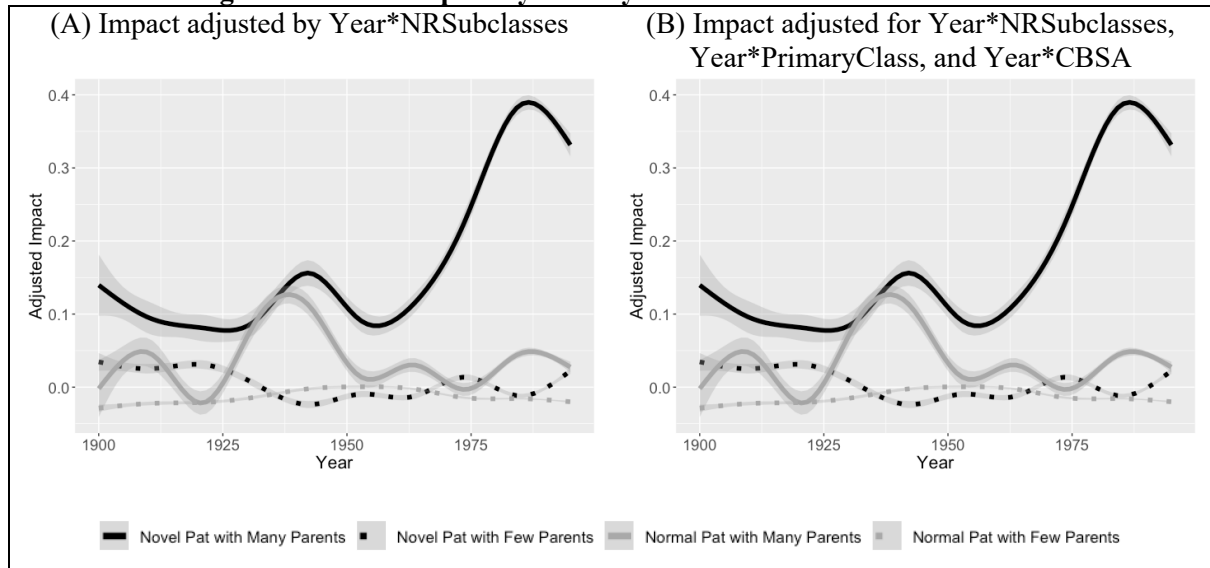 (A) Impact adjusted by Year*NRSubclasses
(B) Impact adjusted for Year*NRSubclasses,
Year*PrimaryClass, and Year*CBSA
0.4
0.3
0.2
0.1
0.0
Adjusted Impact
1900
1925
1950
1975
Year
0.4
0.3
0.2
0.1
0.0
Adjusted Impact
1900
1925
1950
1975
Year
Novel Pat with Many Parents
Novel Pat with Few Parents
Normal Pat with Many Parents
Normal Pat with Few Parents